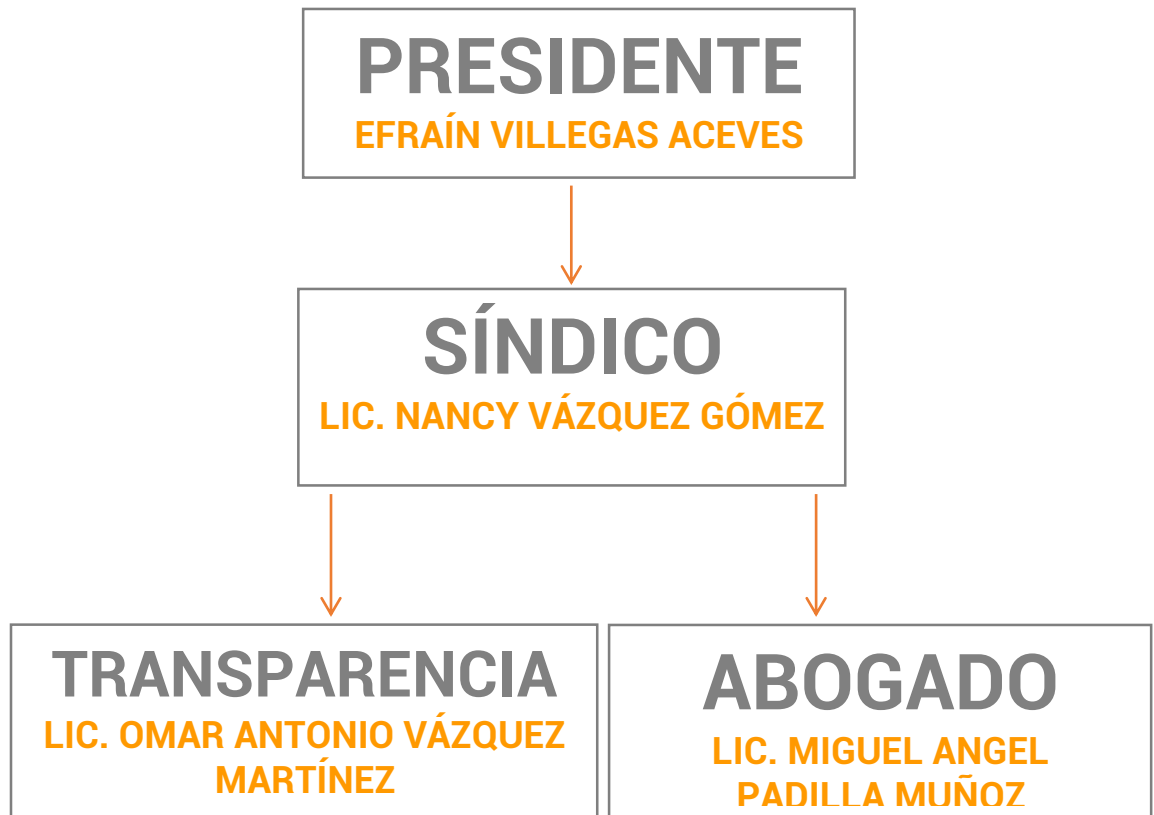 PRESIDENTE
EFRAÍN VILLEGAS ACEVES
SÍNDICO
LIC. NANCY VÁZQUEZ GÓMEZ
TRANSPARENCIA
LIC. OMAR ANTONIO VÁZQUEZ
MARTÍNEZ
ABOGADO
LIC. MIGUEL ANGEL
PADILLA MUÑOZ